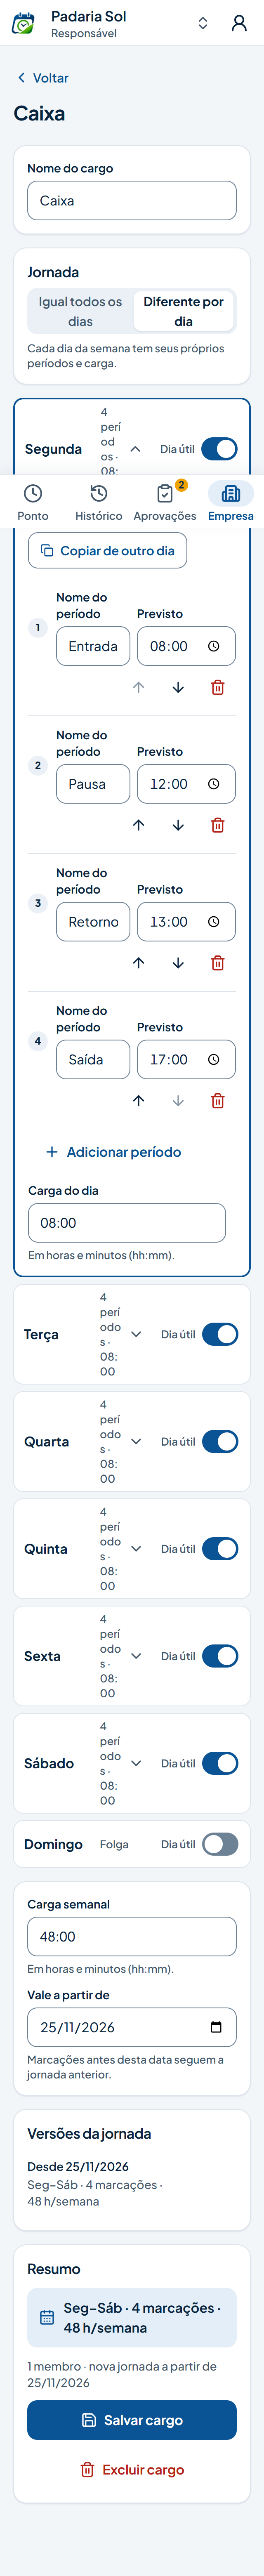 Padaria Sol
Responsável
Voltar
Caixa
Nome do cargo
Caixa
Jornada
Igual todos os
dias
Diferente por
dia
Cada dia da semana tem seus próprios
períodos e carga.
Segunda
4
perí
od
os ·
08:
Dia útil
Ponto
Histórico
Aprovações
2
Empresa
Copiar de outro dia
1
Nome do
período
Previsto
Entrada
08:00
2
Nome do
período
Previsto
Pausa
12:00
3
Nome do
período
Previsto
Retorno
13:00
4
Nome do
período
Previsto
Saída
17:00
Adicionar período
Carga do dia
08:00
Em horas e minutos (hh:mm).
Terça
4
perí
odo
s ·
08:
00
Dia útil
Quarta
4
perí
odo
s ·
08:
00
Dia útil
Quinta
4
perí
odo
s ·
08:
00
Dia útil
Sexta
4
perí
odo
s ·
08:
00
Dia útil
Sábado
4
perí
odo
s ·
08:
00
Dia útil
Domingo
Folga
Dia útil
Carga semanal
48:00
Em horas e minutos (hh:mm).
Vale a partir de
25/11/2026
Marcações antes desta data seguem a
jornada anterior.
Versões da jornada
Desde 25/11/2026
Seg–Sáb · 4 marcações ·
48 h/semana
Resumo
Seg–Sáb · 4 marcações ·
48 h/semana
1 membro · nova jornada a partir de
25/11/2026
Salvar cargo
Excluir cargo